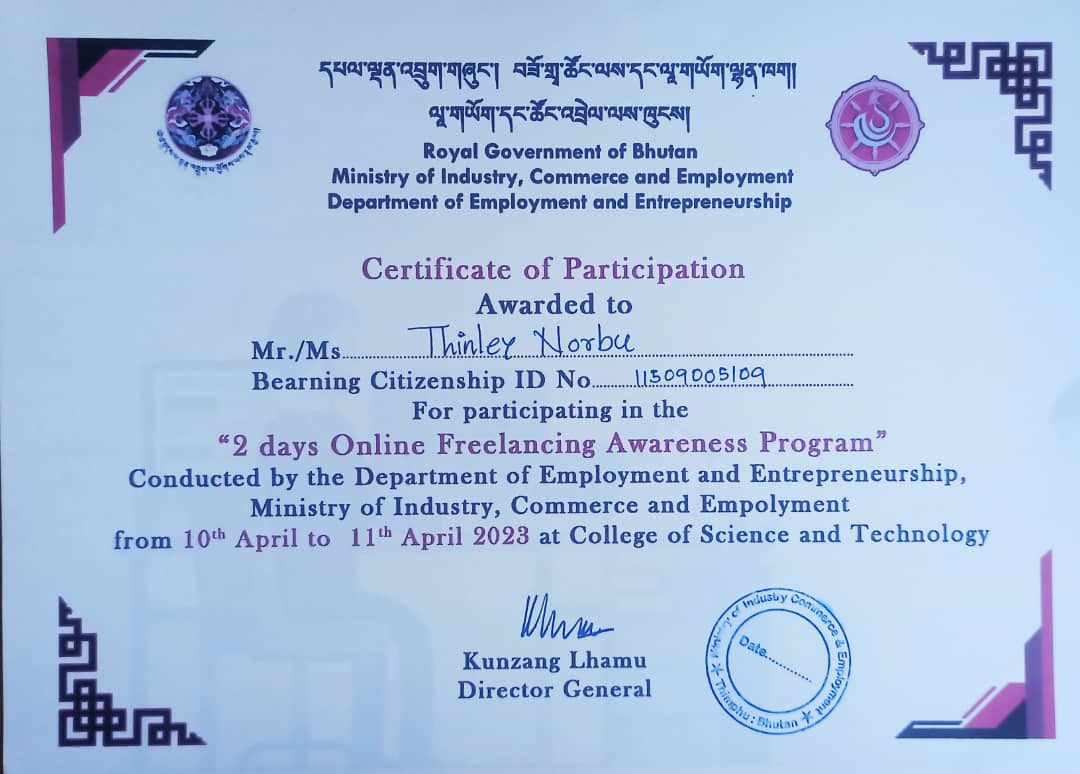 དཔལ་ལྡན་འབྲུག་གཞུང་། བཟོ་གྲྭ་ཚོང་ལས་དང་ལཱ་གཡོག་ལྷན་ཁག།
ལཱ་གཡོག་དང་ཚོང་འབྲེལ་ལས་ཁུངས།
Royal Government of Bhutan
Ministry of Industry, Commerce and Employment
Department of Employment and Entrepreneurship
Certificate of Participation
Awarded to
Mr./Ms.......Thinley Norbu.......
Bearning Citizenship ID No.......11509005109.......
For participating in the
“2 days Online Freelancing Awareness Program”
Conducted by the Department of Employment and Entrepreneurship,
Ministry of Industry, Commerce and Empolyment
from 10th April to 11th April 2023 at College of Science and Technology
Kunzang Lhamu
Director General
Ministry of Industry Commerce & Employment
Date............
★ Thimphu : Bhutan ★